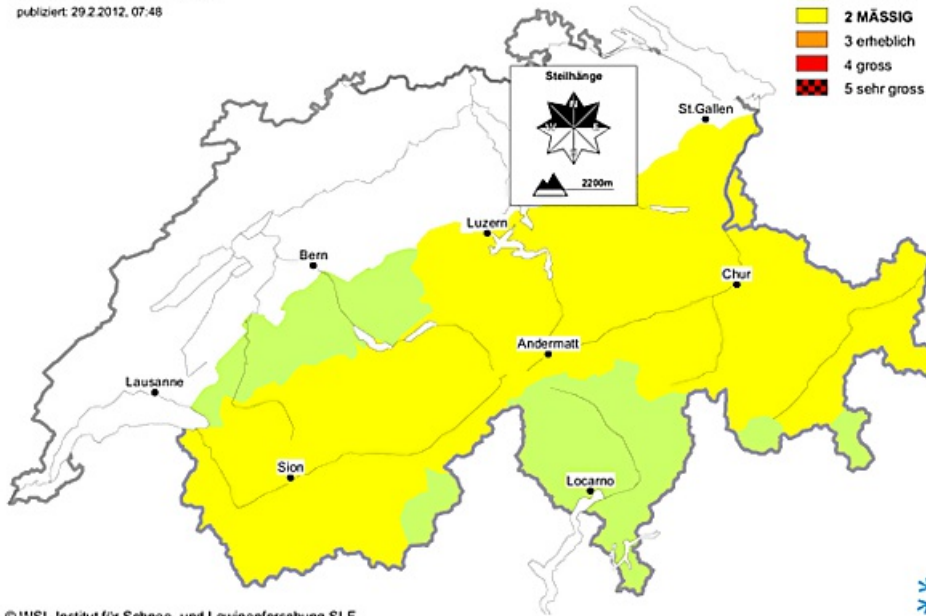 publiziert: 29.2.2012, 07:48
2 MÄSSIG
3 erheblich
4 gross
5 sehr gross
Steilhänge
N
W E
S
2200m
St.Gallen
Luzern
Bern
Chur
Andermatt
Lausanne
Sion
Locarno
© WSL-Institut für Schnee- und Lawinenforschung SLF